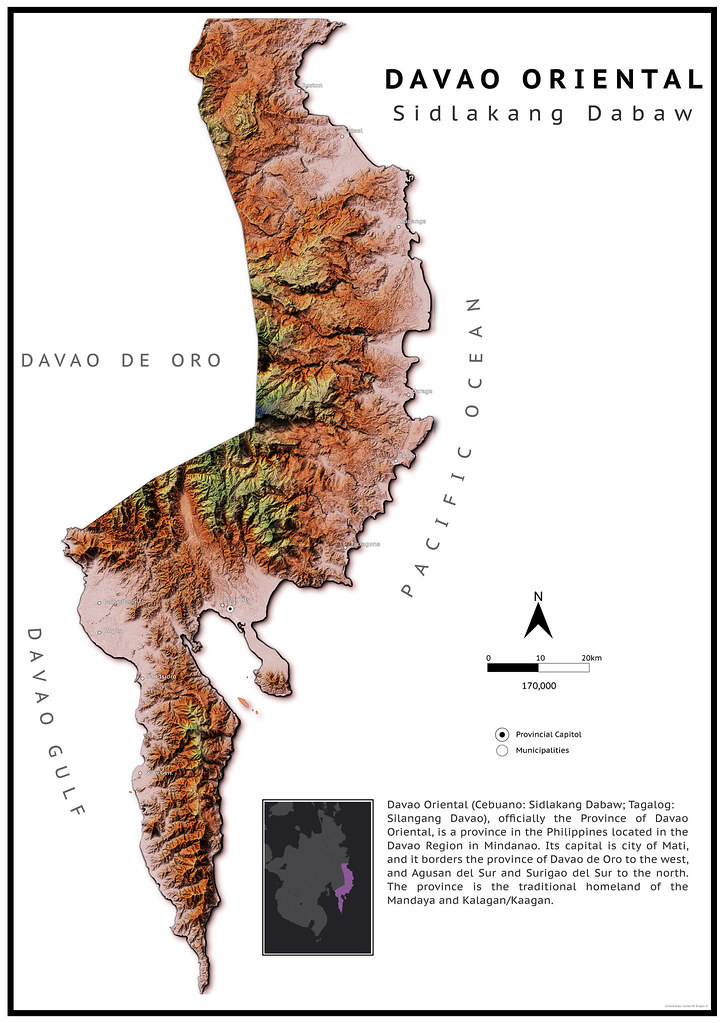 DAVAO ORIENTAL
Sidlakang Dabaw
DAVAO DE ORO
PACIFIC OCEAN
DAVAO GULF
N
0 10 20km
170,000
Provincial Capitol
Municipalities
Davao Oriental (Cebuano: Sidlakang Dabaw; Tagalog:
Silangang Davao), officially the Province of Davao
Oriental, is a province in the Philippines located in the
Davao Region in Mindanao. Its capital is city of Mati,
and it borders the province of Davao de Oro to the west,
and Agusan del Sur and Surigao del Sur to the north.
The province is the traditional homeland of the
Mandaya and Kalagan/Kaagan.